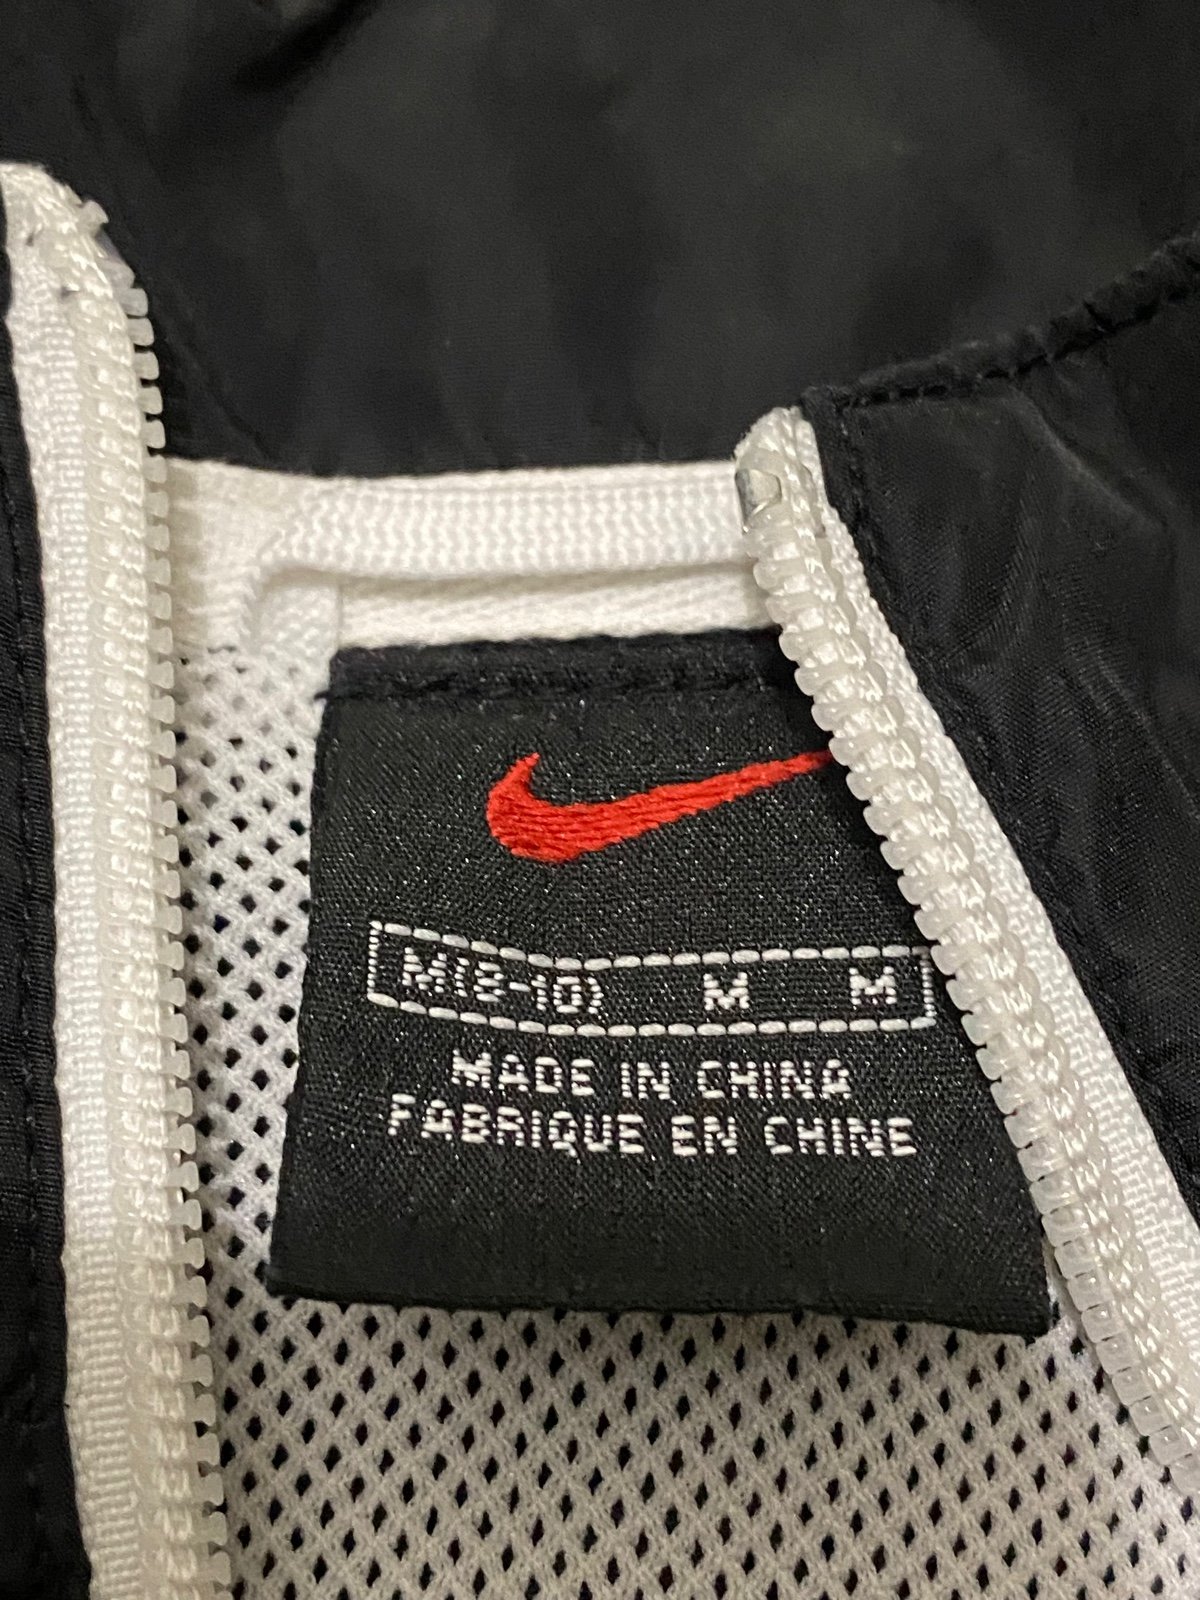 M(8-10) M M
MADE IN CHINA
FABRIQUE EN CHINE